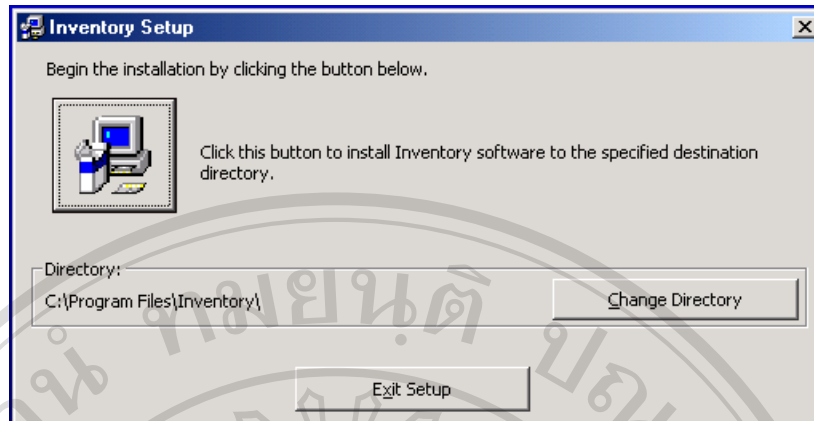 Inventory Setup
Begin the installation by clicking the button below.
Click this button to install Inventory software to the specified destination
directory.
Directory:
C:\Program Files\Inventory\
Change Directory
Exit Setup